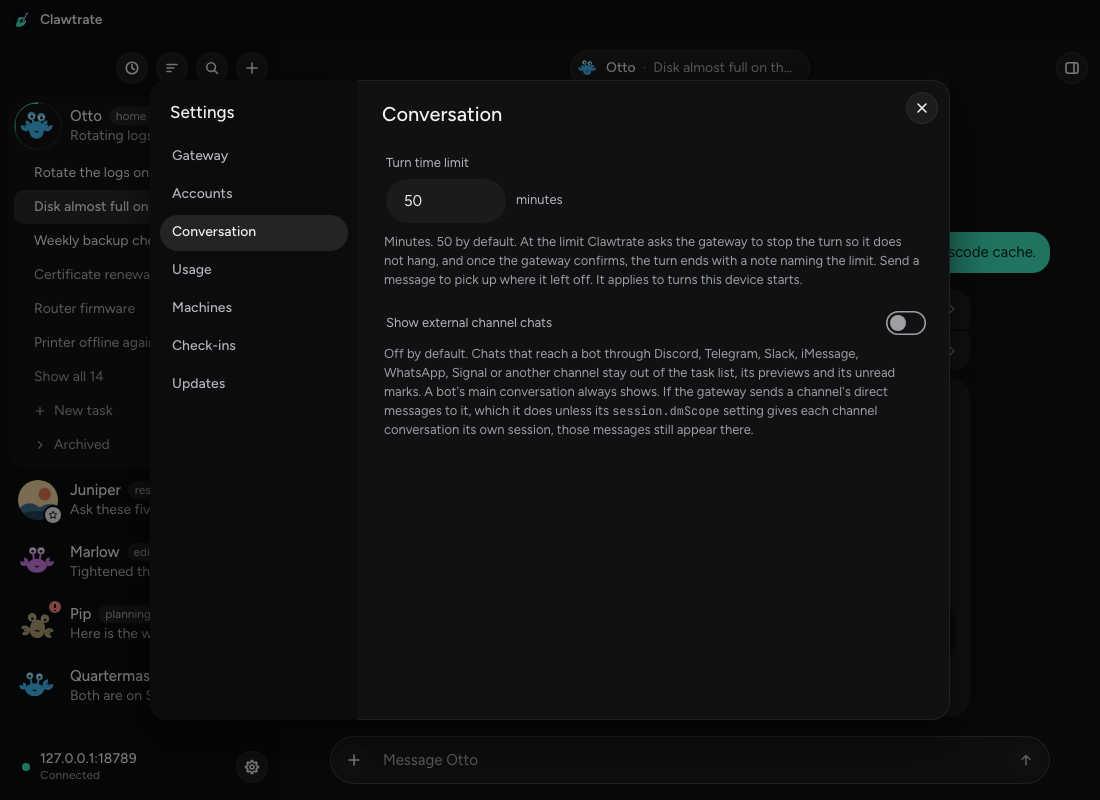 Clawtrate
Otto · Disk almost full on th...
Otto home
Rotating logs
Rotate the logs on
Disk almost full on
Weekly backup che
Certificate renewa
Router firmware
Printer offline agai
Show all 14
+ New task
Archived
Juniper res
Ask these fiv
Marlow edi
Tightened th
Pip planning
Here is the w
Quartermas
Both are on S
127.0.0.1:18789
Connected
Settings
Gateway
Accounts
Conversation
Usage
Machines
Check-ins
Updates
Conversation
Turn time limit
50 minutes
Minutes. 50 by default. At the limit Clawtrate asks the gateway to stop the turn so it does
not hang, and once the gateway confirms, the turn ends with a note naming the limit. Send a
message to pick up where it left off. It applies to turns this device starts.
Show external channel chats
Off by default. Chats that reach a bot through Discord, Telegram, Slack, iMessage,
WhatsApp, Signal or another channel stay out of the task list, its previews and its unread
marks. A bot's main conversation always shows. If the gateway sends a channel's direct
messages to it, which it does unless its session.dmScope setting gives each channel
conversation its own session, those messages still appear there.
scode cache.
Message Otto